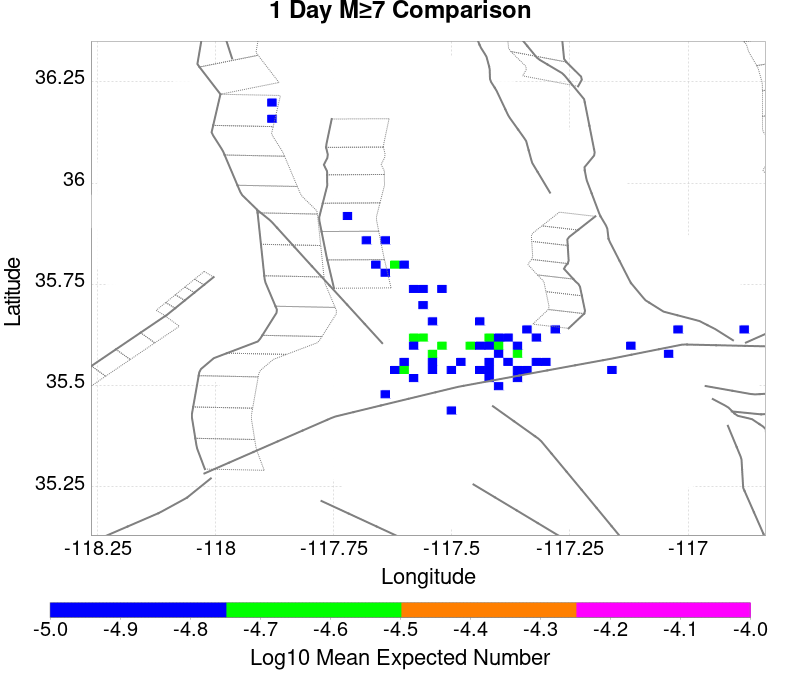 1 Day M≥7 Comparison
36.25
36
35.75
35.5
35.25
Latitude
-118.25 -118 -117.75 -117.5 -117.25 -117
Longitude
-5.0 -4.9 -4.8 -4.7 -4.6 -4.5 -4.4 -4.3 -4.2 -4.1 -4.0
Log10 Mean Expected Number